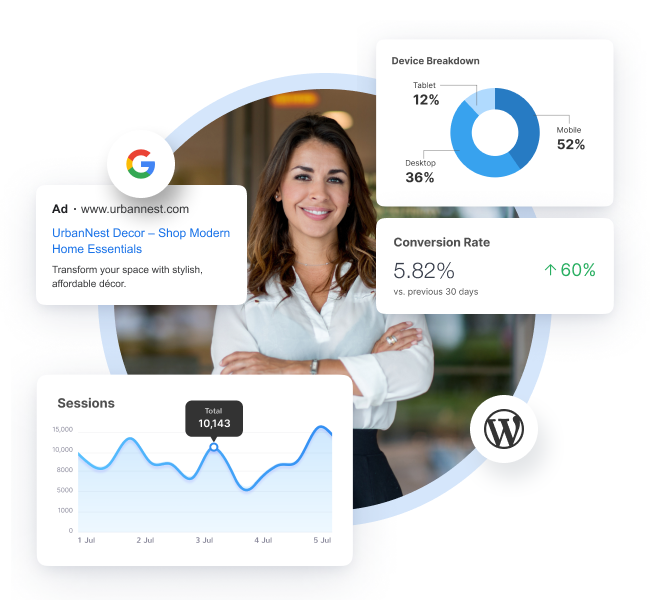 Device Breakdown
Tablet
12%
Mobile
52%
Desktop
36%
Ad · www.urbannest.com
UrbanNest Decor – Shop Modern
Home Essentials
Transform your space with stylish,
affordable décor.
Conversion Rate
5.82%
↑ 60%
vs. previous 30 days
Sessions
Total
10,143
15,000
10,000
8000
5000
1000
0
1 Jul
2 Jul
3 Jul
4 Jul
5 Jul